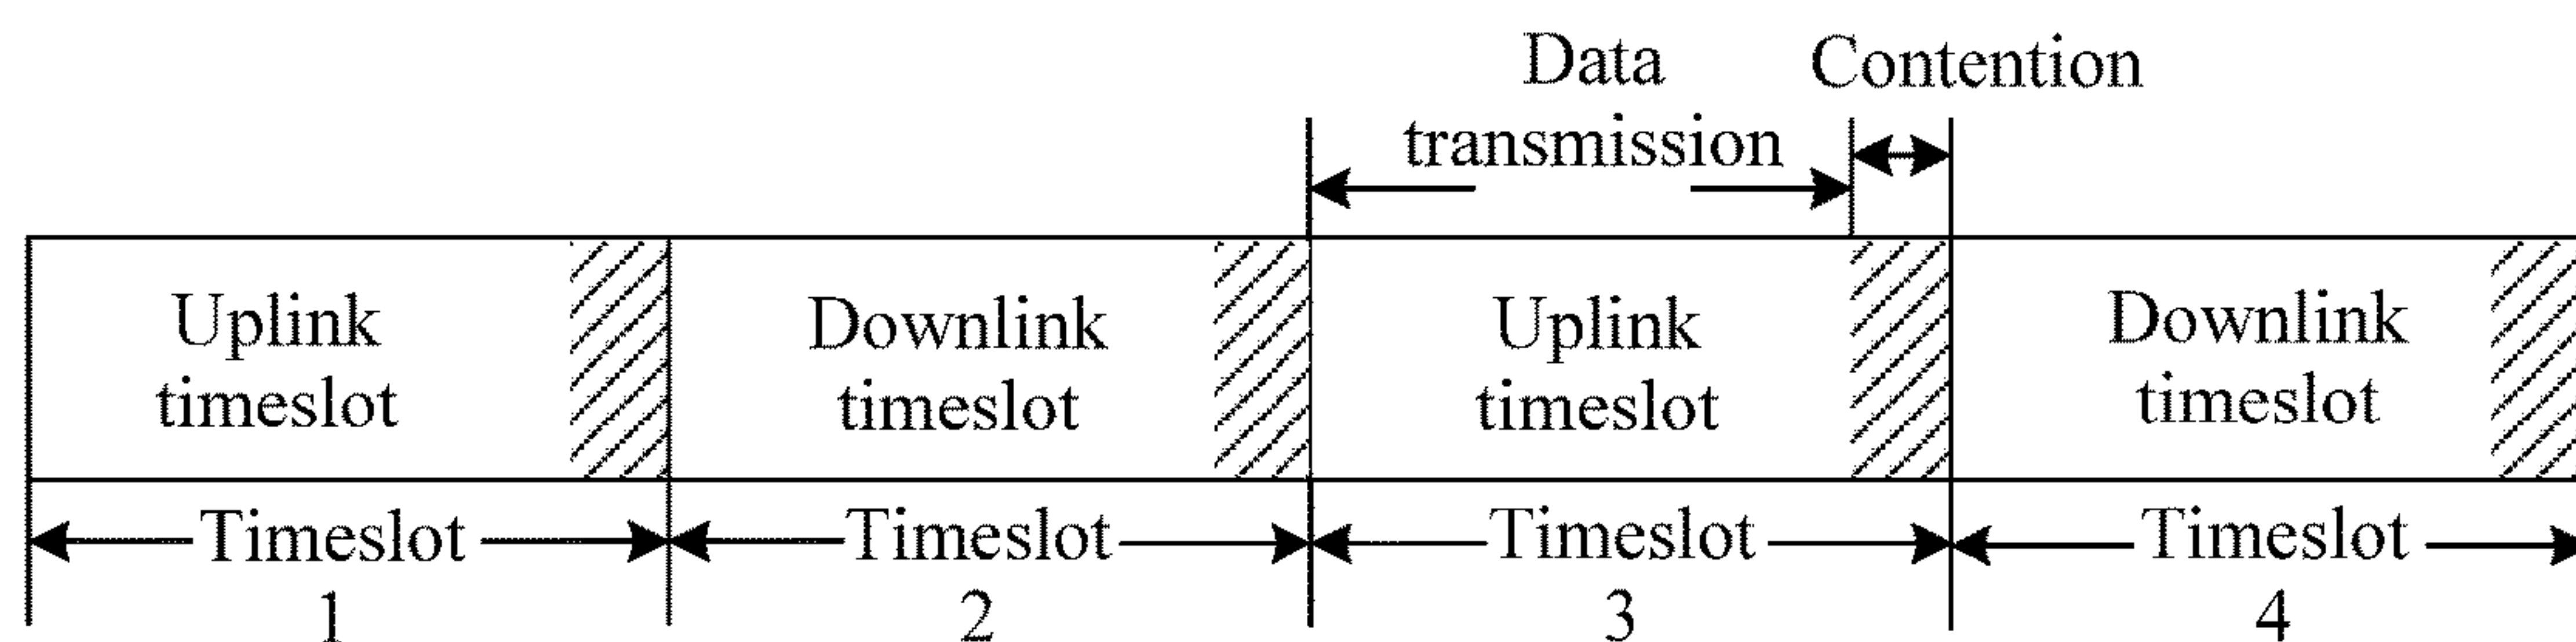 Data
transmission
Contention
Uplink
timeslot
Downlink
timeslot
Uplink
timeslot
Downlink
timeslot
Timeslot
1
Timeslot
2
Timeslot
3
Timeslot
4